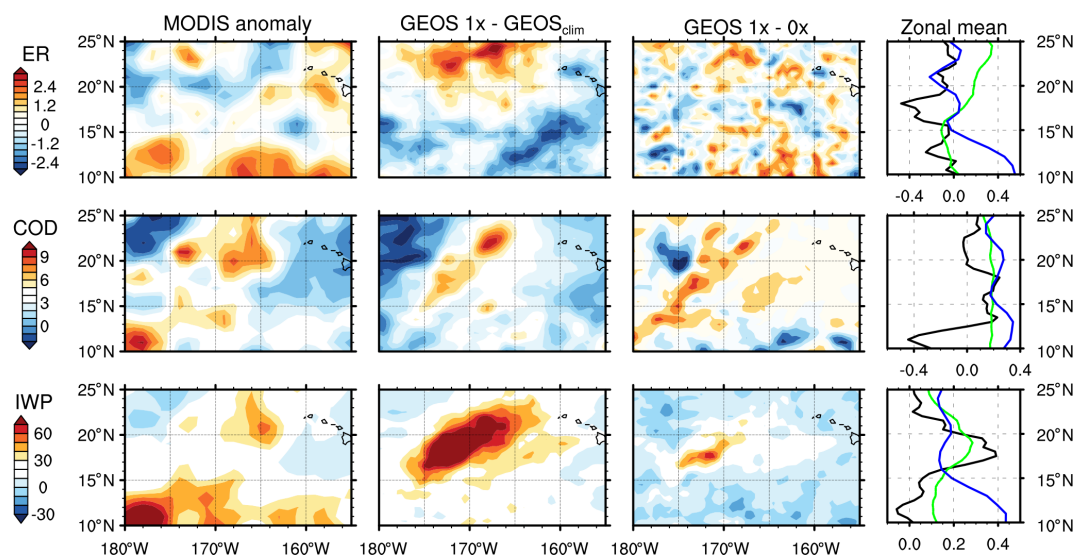 MODIS anomaly GEOS 1x - GEOSclim GEOS 1x - 0x Zonal mean
ER
2.4
1.2
0
-1.2
-2.4
25°N
20°N
15°N
10°N
25°N
20°N
15°N
10°N
-0.4 0.0 0.4
COD
9
6
3
0
25°N
20°N
15°N
10°N
25°N
20°N
15°N
10°N
-0.4 0.0 0.4
IWP
60
30
0
-30
25°N
20°N
15°N
10°N
25°N
20°N
15°N
10°N
180°W 170°W 160°W 180°W 170°W 160°W 180°W 170°W 160°W
0.0 0.2 0.4